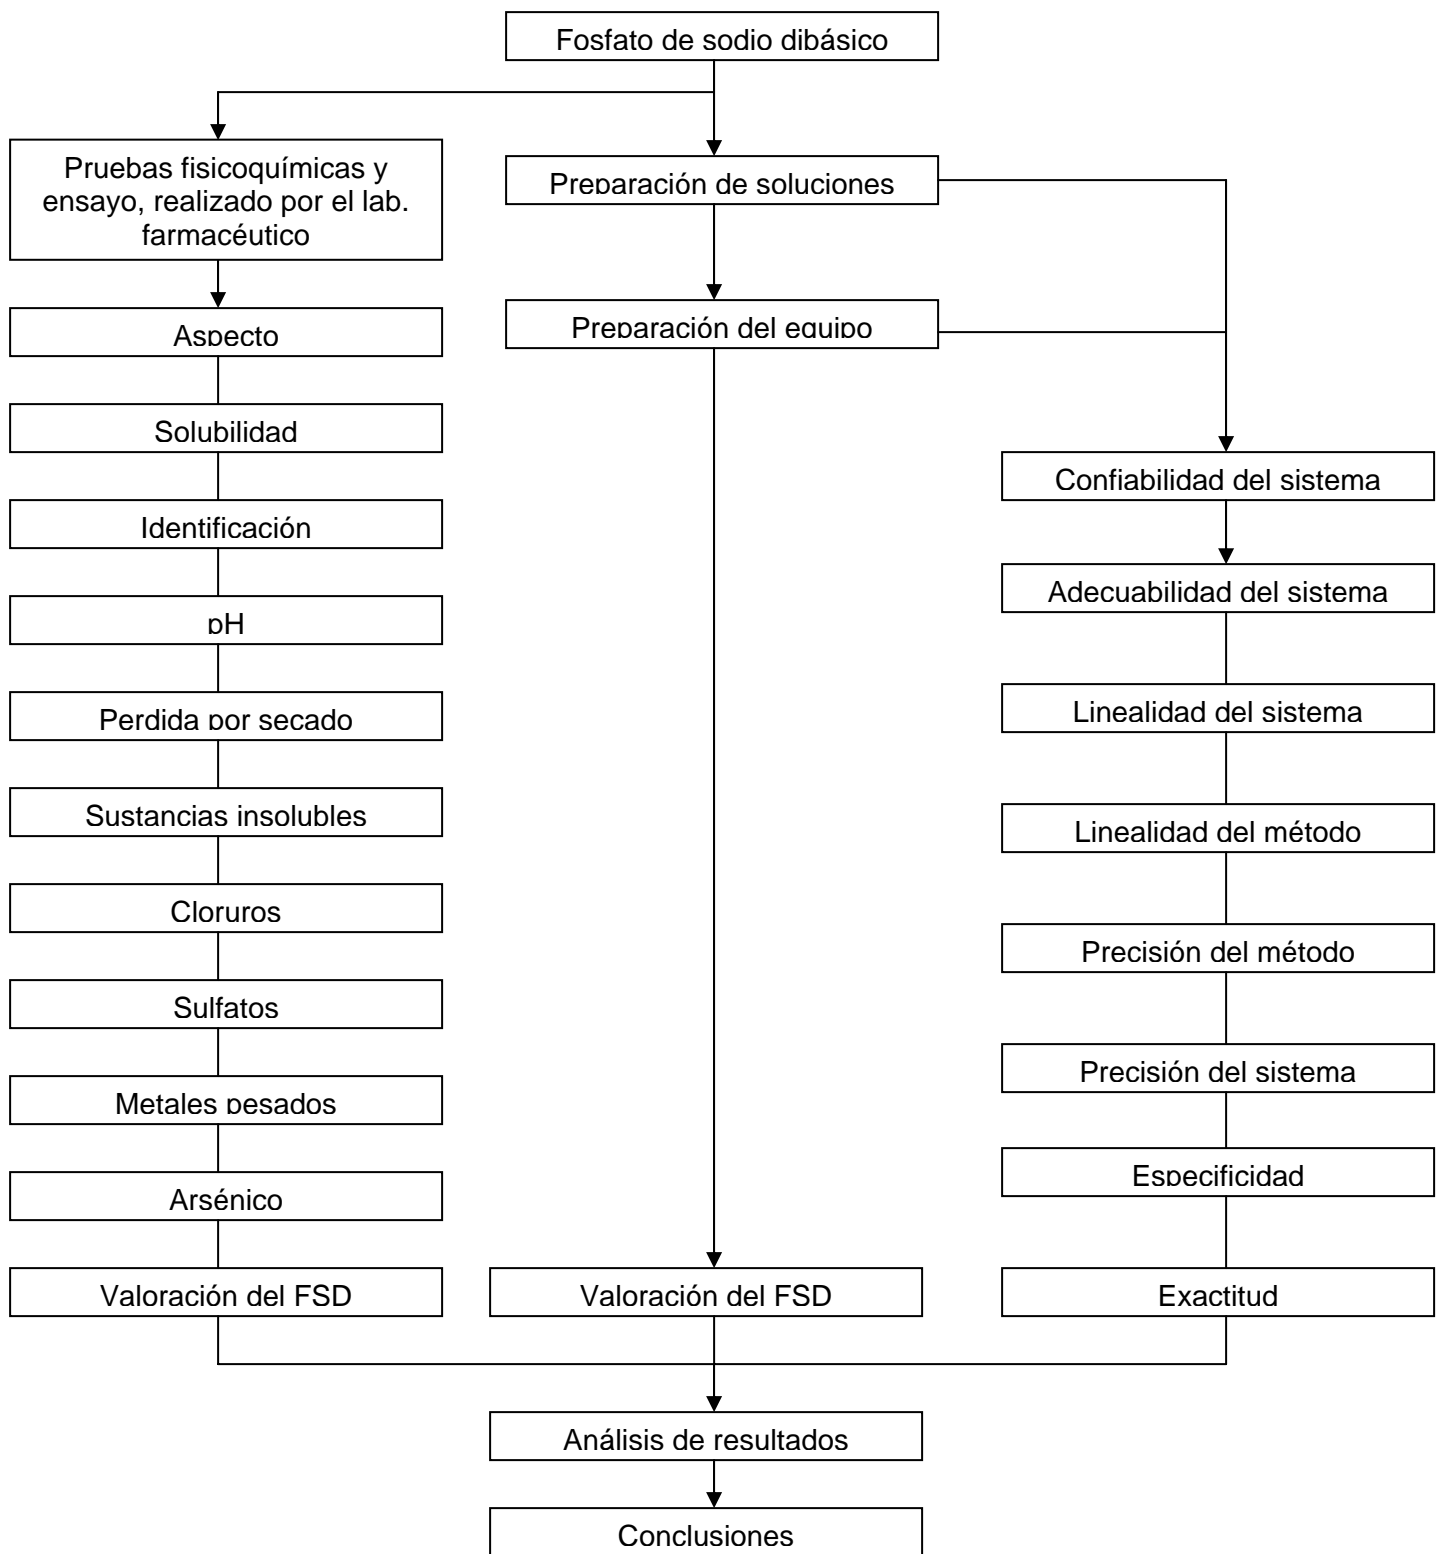 Fosfato de sodio dibásico
Pruebas fisicoquímicas y
ensayo, realizado por el lab.
farmacéutico
Aspecto
Solubilidad
Identificación
pH
Perdida por secado
Sustancias insolubles
Cloruros
Sulfatos
Metales pesados
Arsénico
Valoración del FSD
Preparación de soluciones
Preparación del equipo
Valoración del FSD
Confiabilidad del sistema
Adecuabilidad del sistema
Linealidad del sistema
Linealidad del método
Precisión del método
Precisión del sistema
Especificidad
Exactitud
Análisis de resultados
Conclusiones